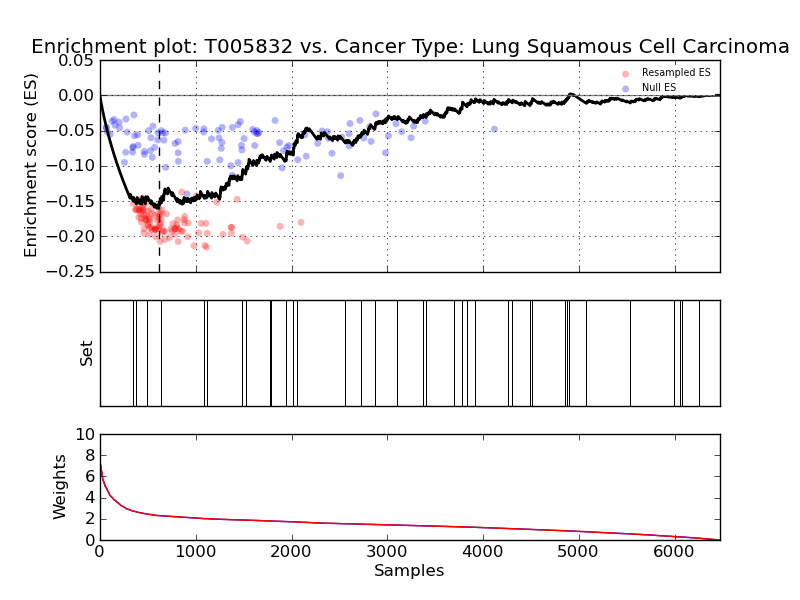 Enrichment plot: T005832 vs. Cancer Type: Lung Squamous Cell Carcinoma
Enrichment score (ES)
0.05
0.00
−0.05
−0.10
−0.15
−0.20
−0.25
Resampled ES
Null ES
Set
Weights
10
8
6
4
2
0
0 1000 2000 3000 4000 5000 6000
Samples